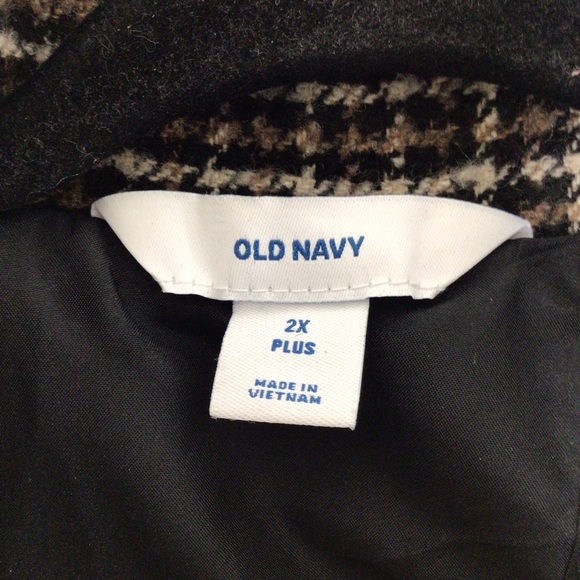 OLD NAVY
2X
PLUS
MADE IN
VIETNAM